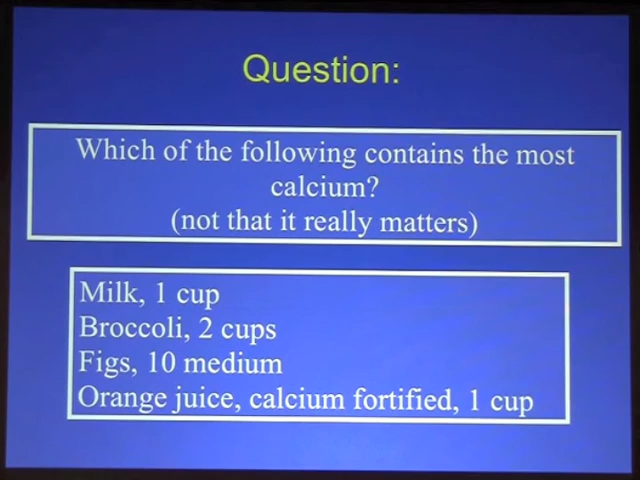 Question:
Which of the following contains the most
calcium?
(not that it really matters)
Milk, 1 cup
Broccoli, 2 cups
Figs, 10 medium
Orange juice, calcium fortified, 1 cup